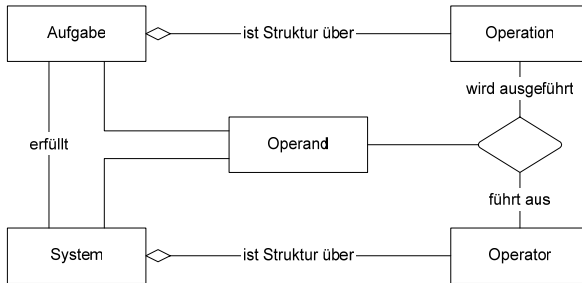 Aufgabe
ist Struktur über
Operation
wird ausgeführt
erfüllt
Operand
führt aus
System
ist Struktur über
Operator